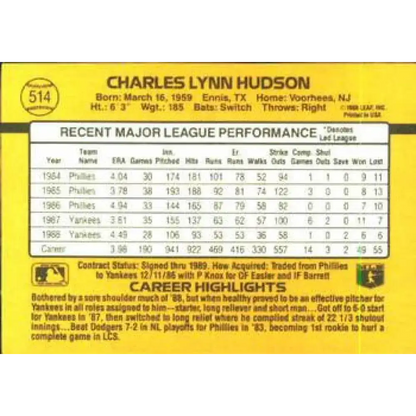 514
CHARLES LYNN HUDSON
Born: March 16, 1959 Ennis, TX Home: Voorhees, NJ
Ht.: 6' 3" Wgt.: 185 Bats: Switch Throws: Right
© 1988 LEAF, INC.
Printed in USA
RECENT MAJOR LEAGUE PERFORMANCE *Denotes Led League
Year Team Name ERA Games Inn. Pitched Hits Runs Er. Runs Walks Strike Outs Comp. Games Shut Outs Save Won Lost
1984 Phillies 4.04 30 174 181 101 78 52 94 1 1 0 9 11
1985 Phillies 3.78 38 193 188 92 81 74 122 3 0 0 8 13
1986 Phillies 4.94 33 144 165 87 79 58 82 0 0 0 7 10
1987 Yankees 3.61 35 155 137 63 62 57 100 6 2 0 11 7
1988 Yankees 4.49 28 106 93 53 53 36 58 0 0 2 6 6
Career 3.98 190 941 922 469 416 330 557 14 3 2 49 55
Contract Status: Signed thru 1989. How Acquired: Traded from Phillies
to Yankees 12/11/86 with P Knox for OF Easler and IF Barrett
CAREER HIGHLIGHTS
Bothered by a sore shoulder much of '88, but when healthy proved to be an effective pitcher for
Yankees in all roles assigned to him—starter, long reliever and short man...Got off to 6-0 start
for Yankees in '87, then switched to long relief where he compiled streak of 22 1/3 shutout
innings...Beat Dodgers 7-2 in NL playoffs for Phillies in '83, becoming 1st rookie to hurl a
complete game in LCS.